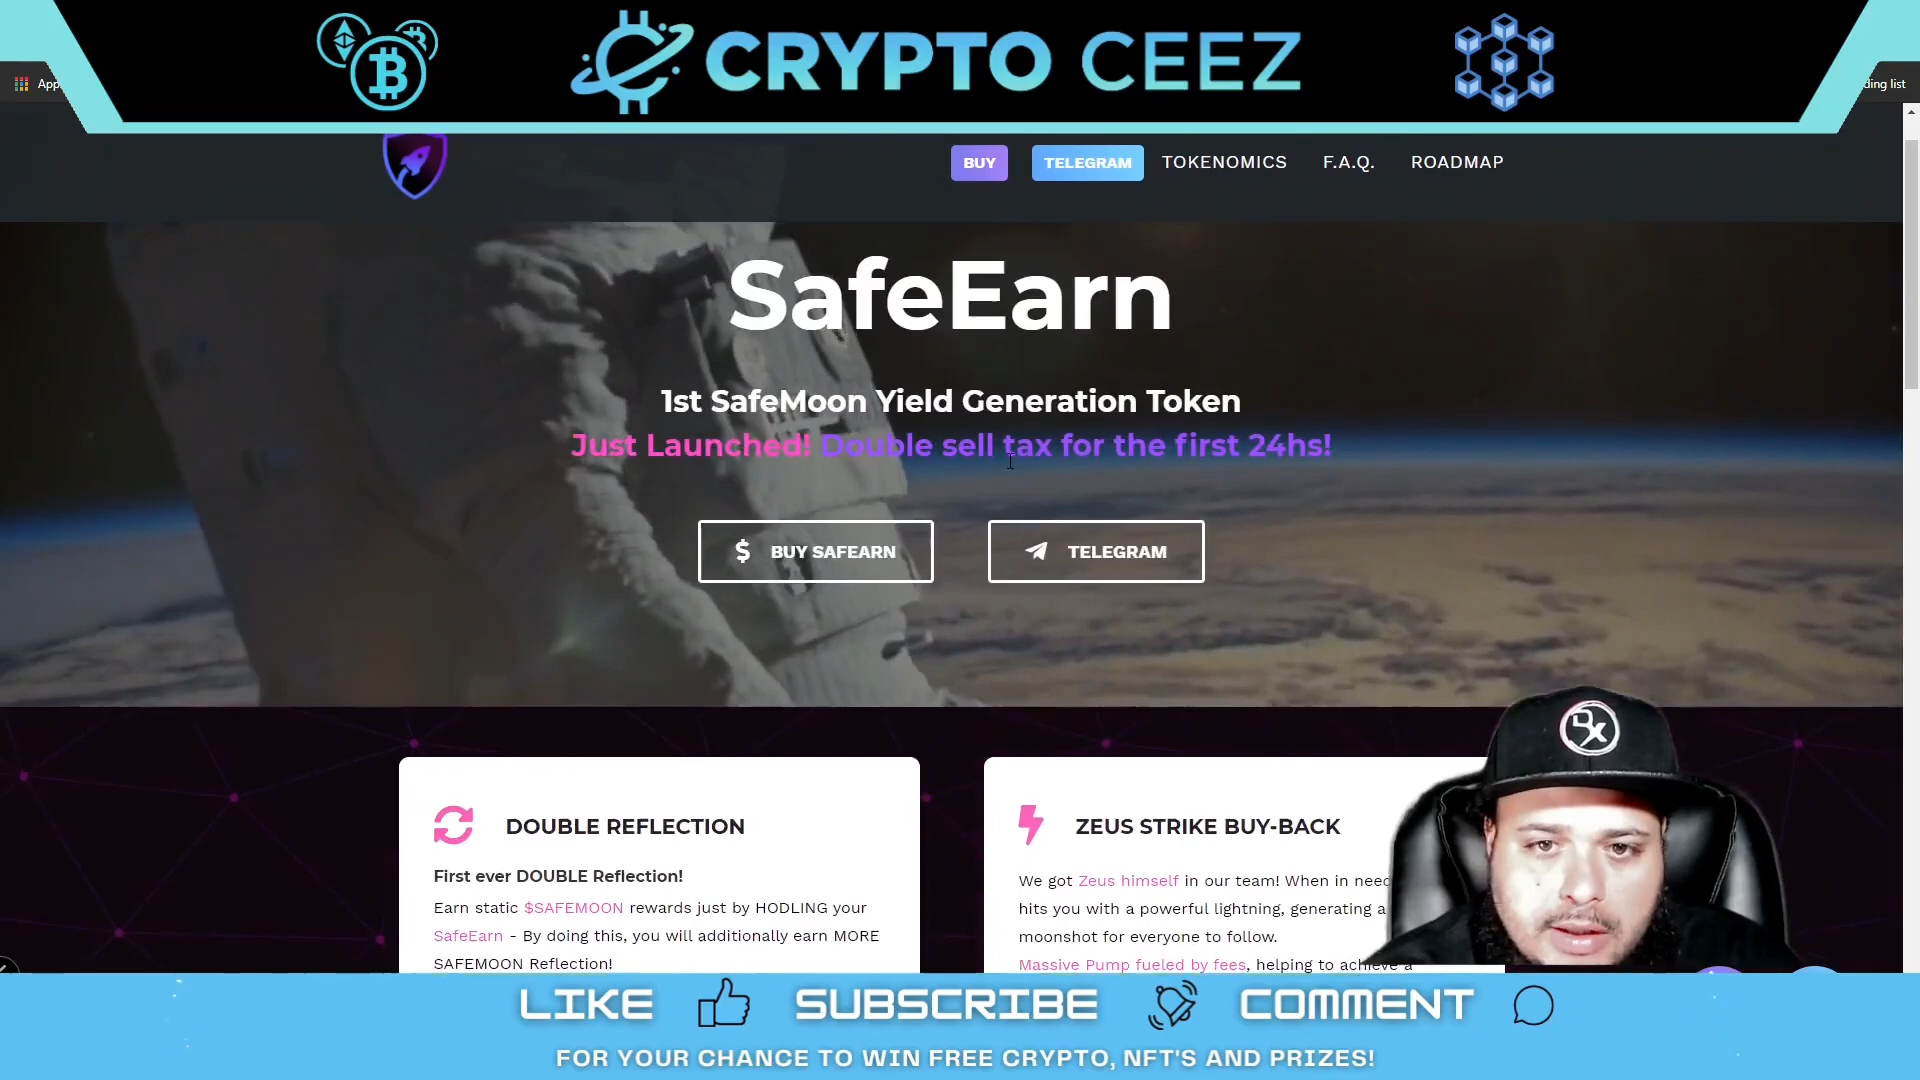 CRYPTO CEEZ
App
ding list
BUY
TELEGRAM
TOKENOMICS
F.A.Q.
ROADMAP
SafeEarn
1st SafeMoon Yield Generation Token
Just Launched! Double sell tax for the first 24hs!
BUY SAFEARN
TELEGRAM
DOUBLE REFLECTION
First ever DOUBLE Reflection!
Earn static $SAFEMOON rewards just by HODLING your
SafeEarn - By doing this, you will additionally earn MORE
SAFEMOON Reflection!
ZEUS STRIKE BUY-BACK
We got Zeus himself in our team! When in need
hits you with a powerful lightning, generating a
moonshot for everyone to follow.
Massive Pump fueled by fees, helping to achieve a
LIKE
SUBSCRIBE
COMMENT
FOR YOUR CHANCE TO WIN FREE CRYPTO, NFT'S AND PRIZES!